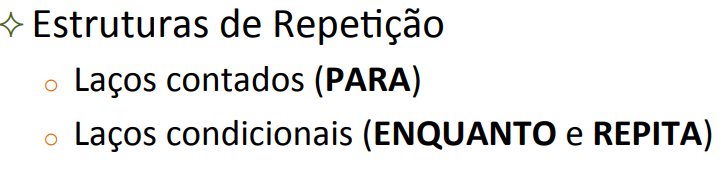 Estruturas de Repetição
Laços contados (PARA)
Laços condicionais (ENQUANTO e REPITA)